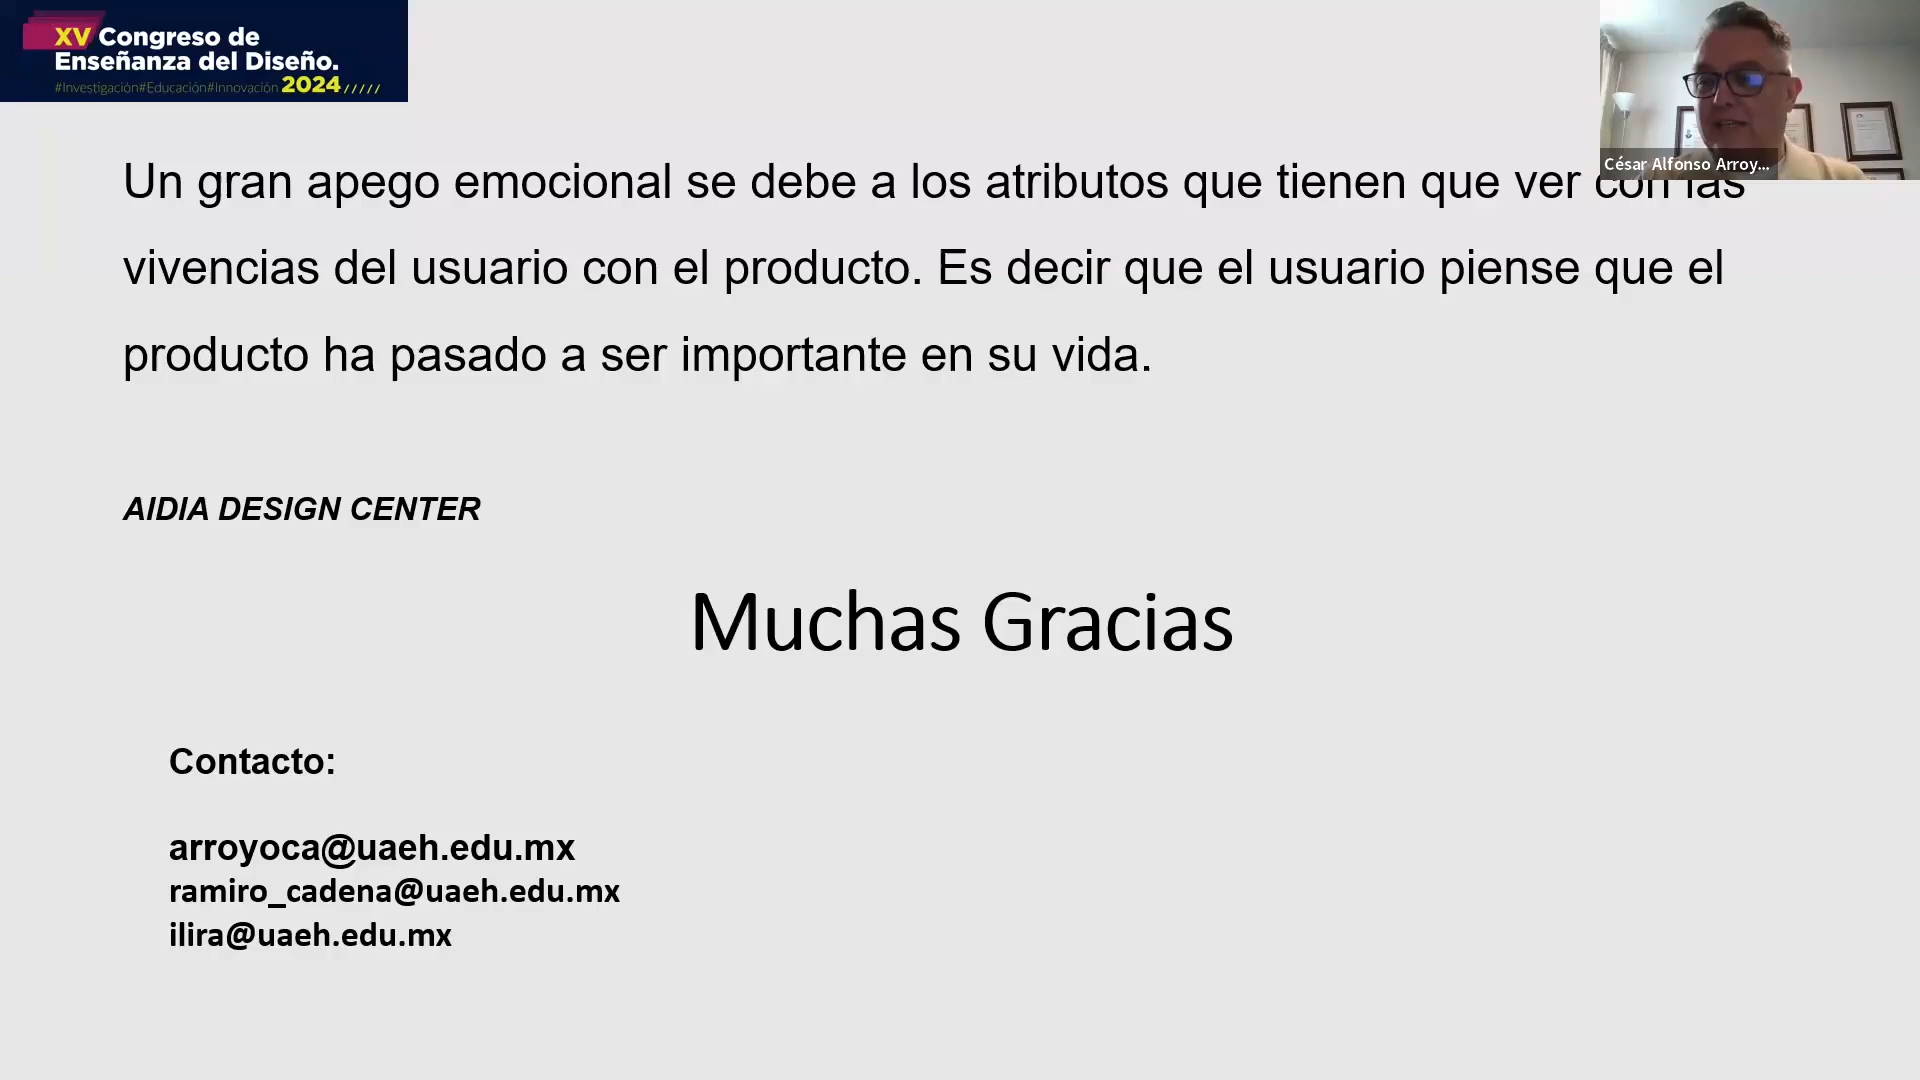 XV Congreso de
Enseñanza del Diseño.
#Investigación#Educación#Innovación 2024/////
César Alfonso Arroy...
Un gran apego emocional se debe a los atributos que tienen que ver con las
vivencias del usuario con el producto. Es decir que el usuario piense que el
producto ha pasado a ser importante en su vida.
AIDIA DESIGN CENTER
Muchas Gracias
Contacto:
arroyoca@uaeh.edu.mx
ramiro_cadena@uaeh.edu.mx
ilira@uaeh.edu.mx